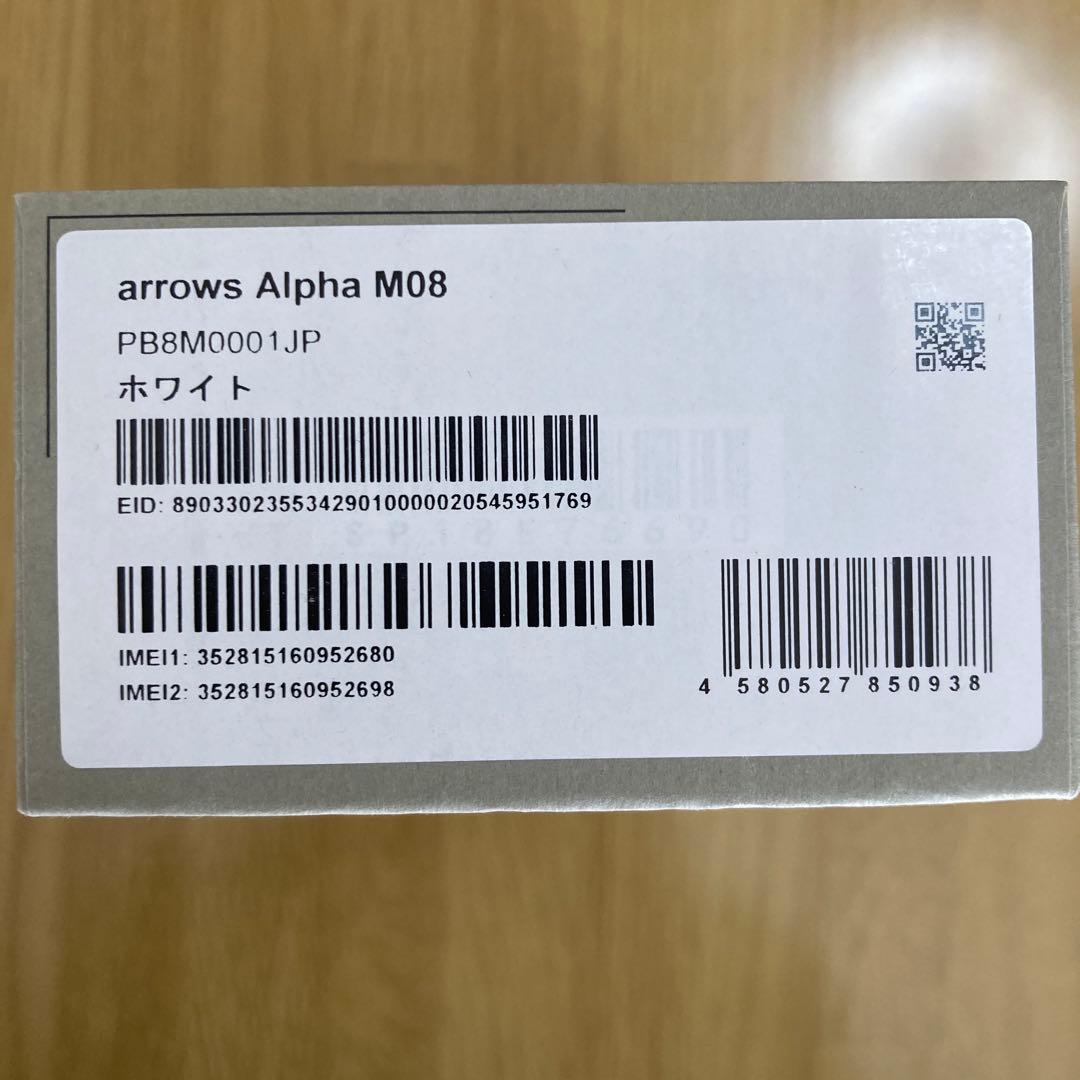 arrows Alpha M08
PB8M0001JP
ホワイト
EID: 89033023553429010000020545951769
IMEI1: 352815160952680
IMEI2: 352815160952698
4 580527 850938